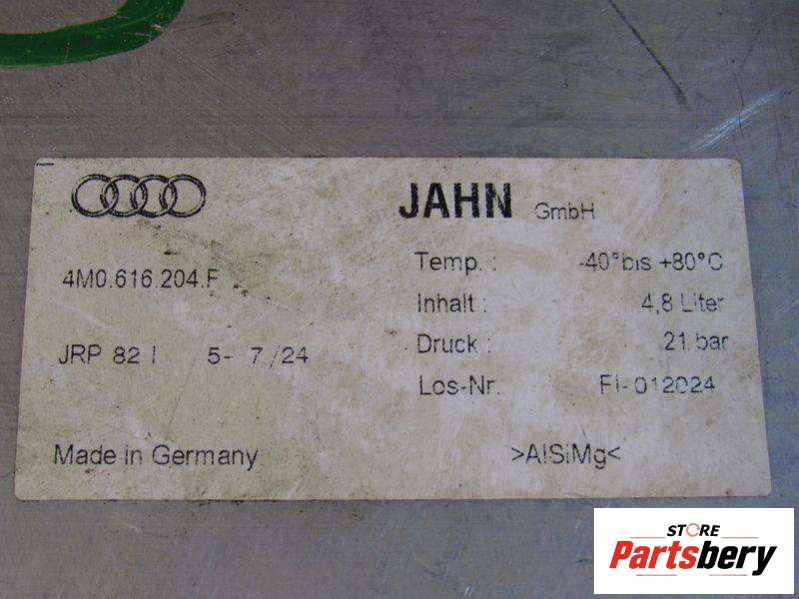 JAHN GmbH
4M0.616.204.F
Temp. : -40°bis +80°C
Inhalt : 4,8 Liter
Druck : 21 bar
JRP 82 I 5- 7 /24
Los-Nr. FI-012024
Made in Germany
>AlSiMg<
STORE
Partsbery